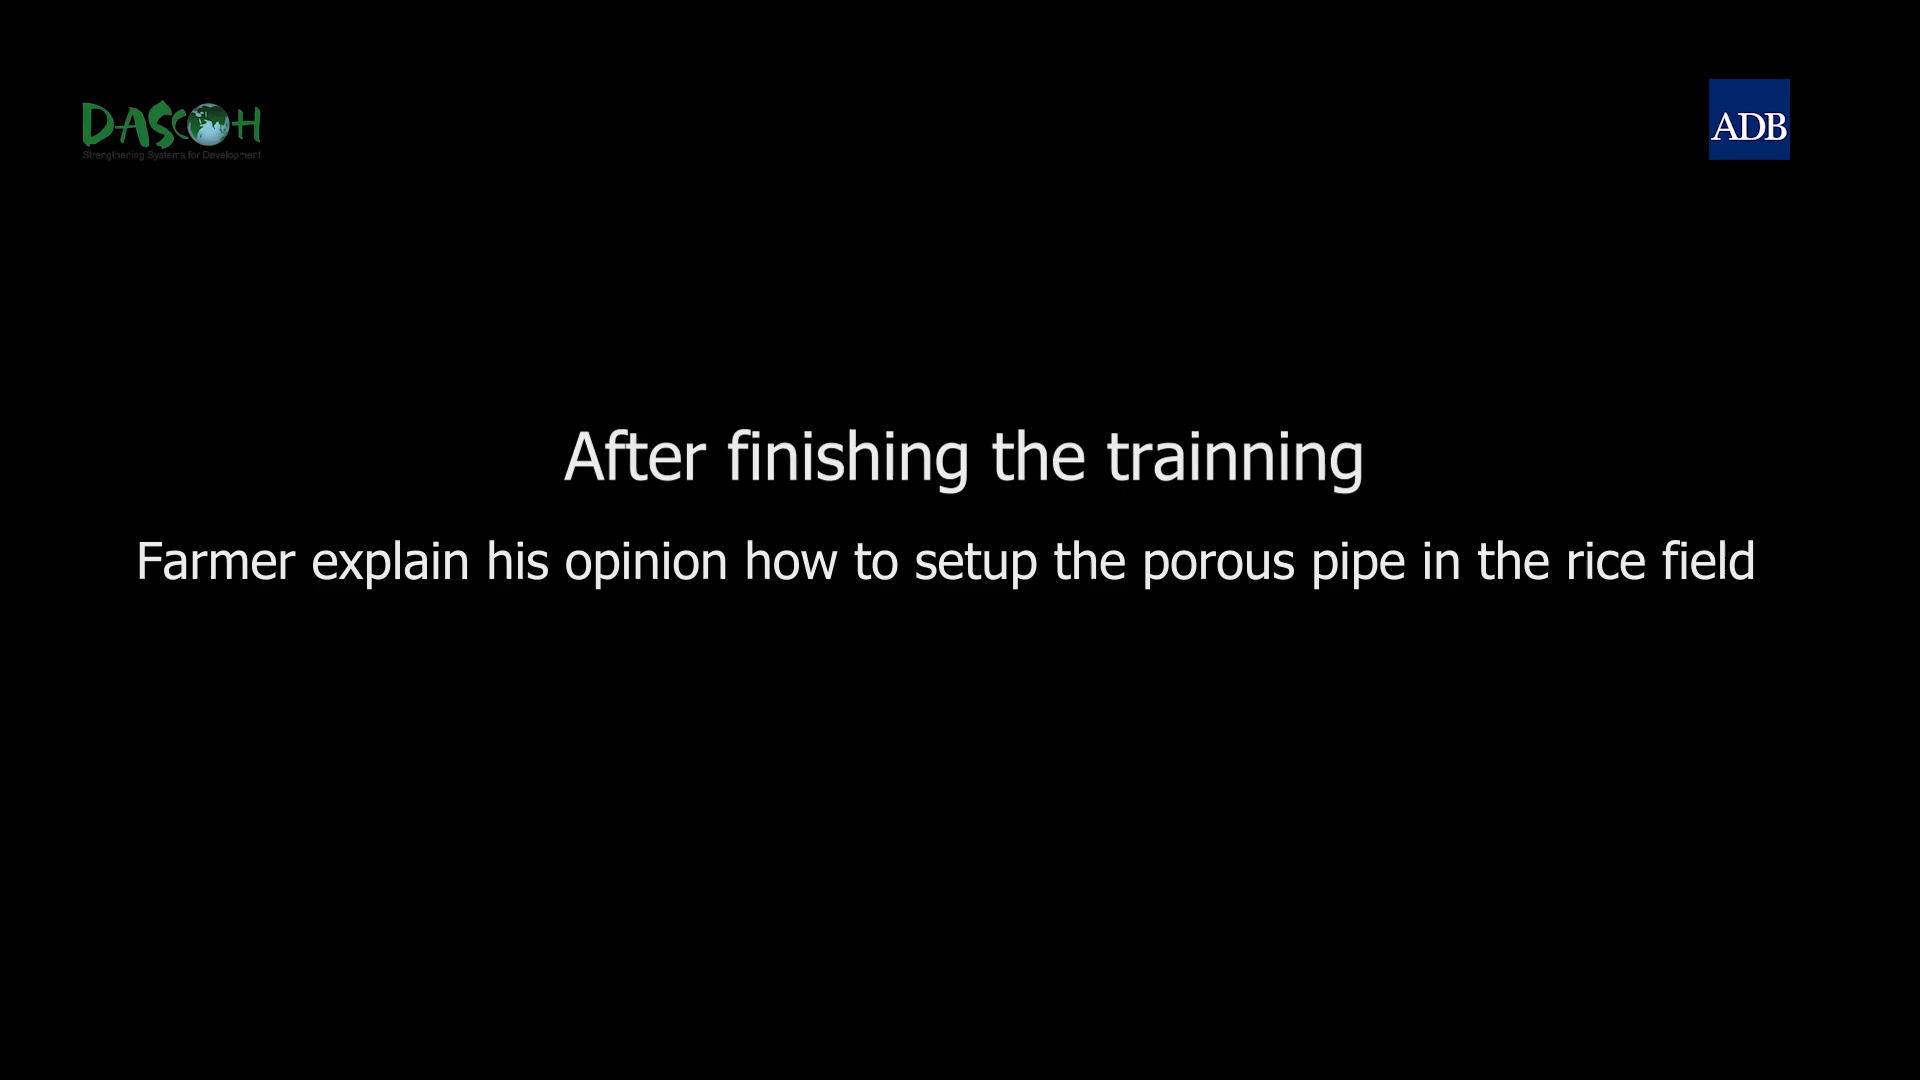 DASCOH
Strengthening Systems for Development
ADB
After finishing the trainning
Farmer explain his opinion how to setup the porous pipe in the rice field